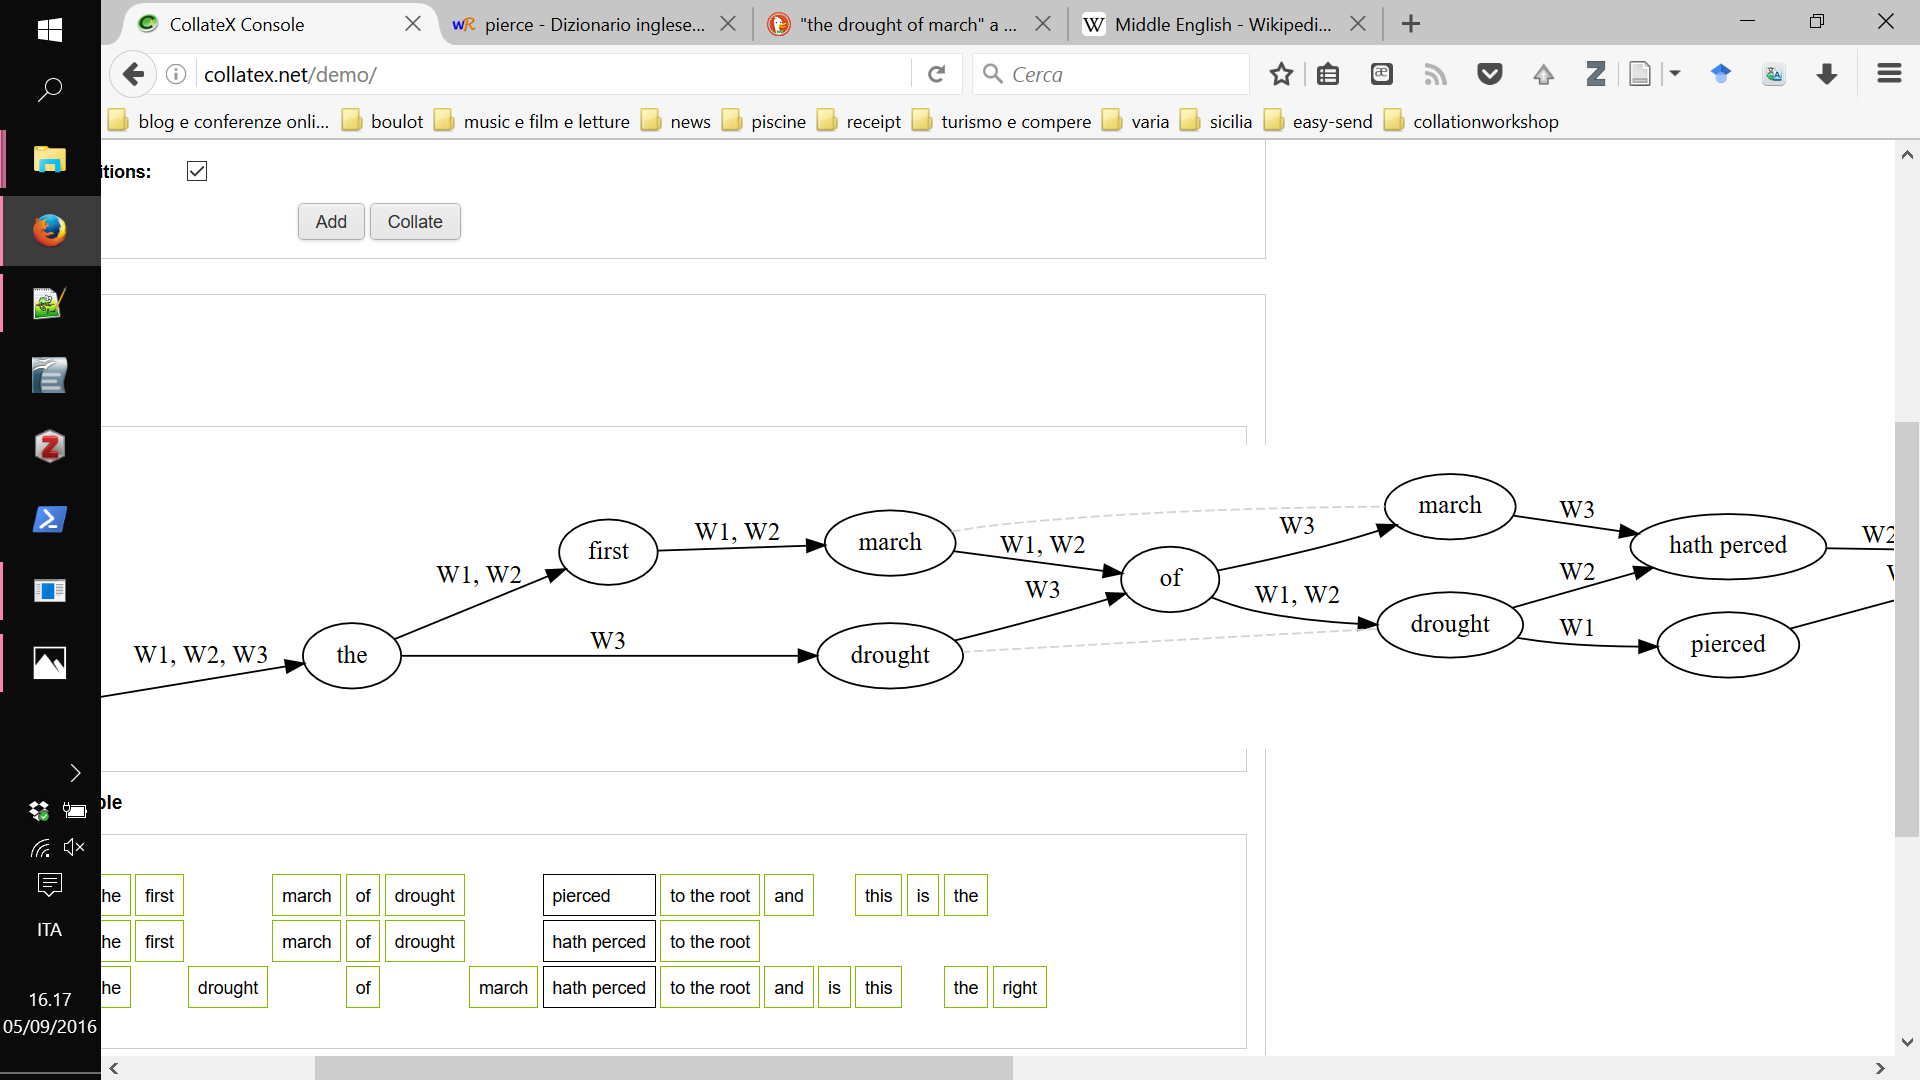 CollateX Console
pierce - Dizionario inglese...
"the drought of march" a ...
Middle English - Wikipedi...
collatex.net/demo/
Cerca
blog e conferenze onli... boulot music e film e letture news piscine receipt turismo e compere varia sicilia easy-send collationworkshop
itions:
Add Collate
march
W3
W3
first W1, W2 march W1, W2 hath perced W2
W1, W2 of W2
W3 W1, W2
W1, W2, W3 the W3 drought drought W1 pierced
ble
he first march of drought pierced to the root and this is the
he first march of drought hath perced to the root
he drought of march hath perced to the root and is this the right
ITA
16.17
05/09/2016